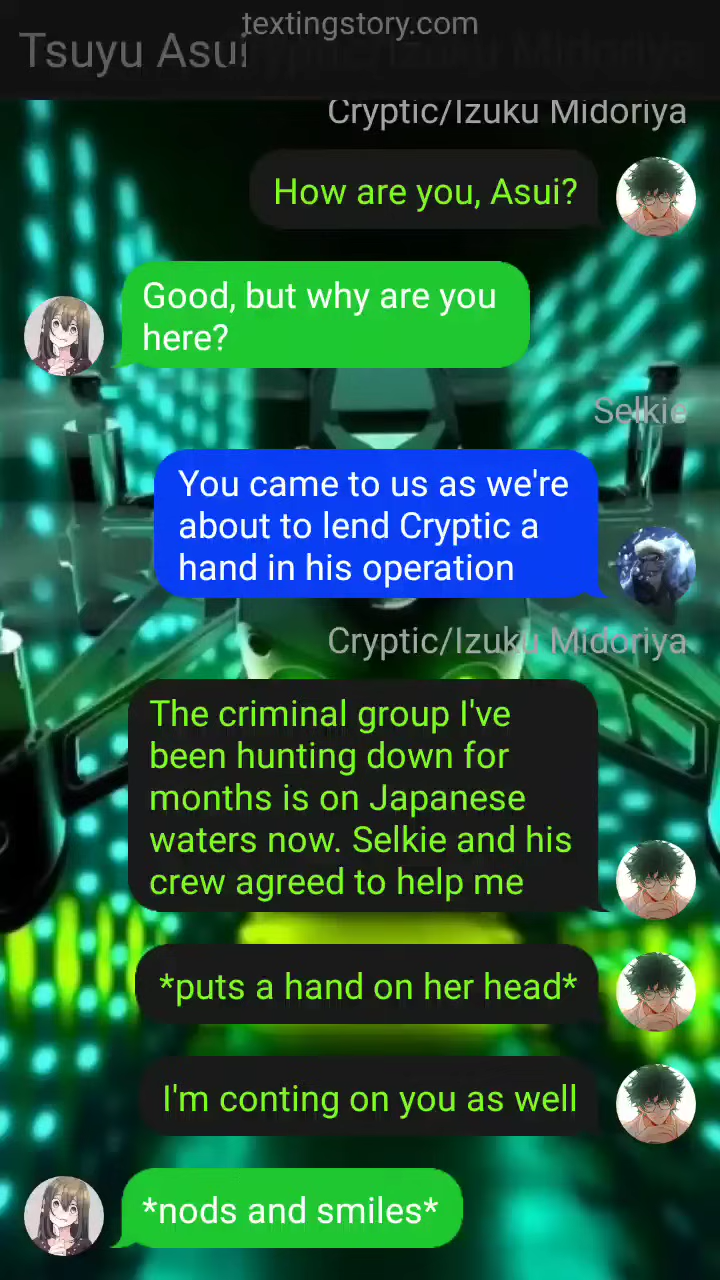 textingstory.com
Tsuyu Asui
Cryptic/Izuku Midoriya
How are you, Asui?
Good, but why are you
here?
Selkie
You came to us as we're
about to lend Cryptic a
hand in his operation
Cryptic/Izuku Midoriya
The criminal group I've
been hunting down for
months is on Japanese
waters now. Selkie and his
crew agreed to help me
*puts a hand on her head*
I'm conting on you as well
*nods and smiles*